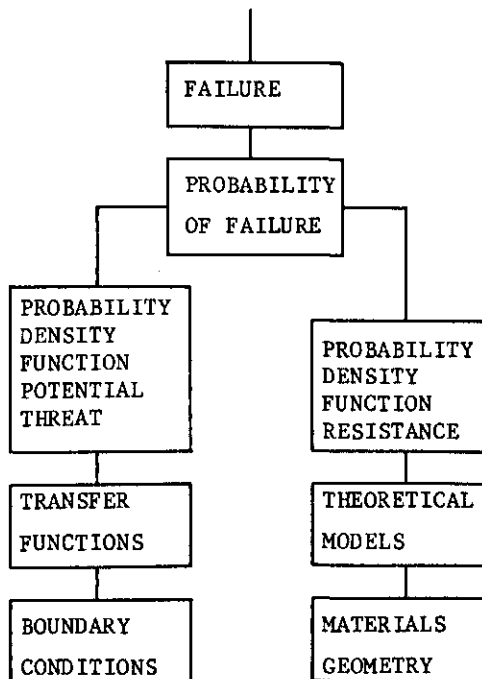 FAILURE
PROBABILITY
OF FAILURE
PROBABILITY
DENSITY
FUNCTION
POTENTIAL
THREAT
PROBABILITY
DENSITY
FUNCTION
RESISTANCE
TRANSFER
FUNCTIONS
THEORETICAL
MODELS
BOUNDARY
CONDITIONS
MATERIALS
GEOMETRY